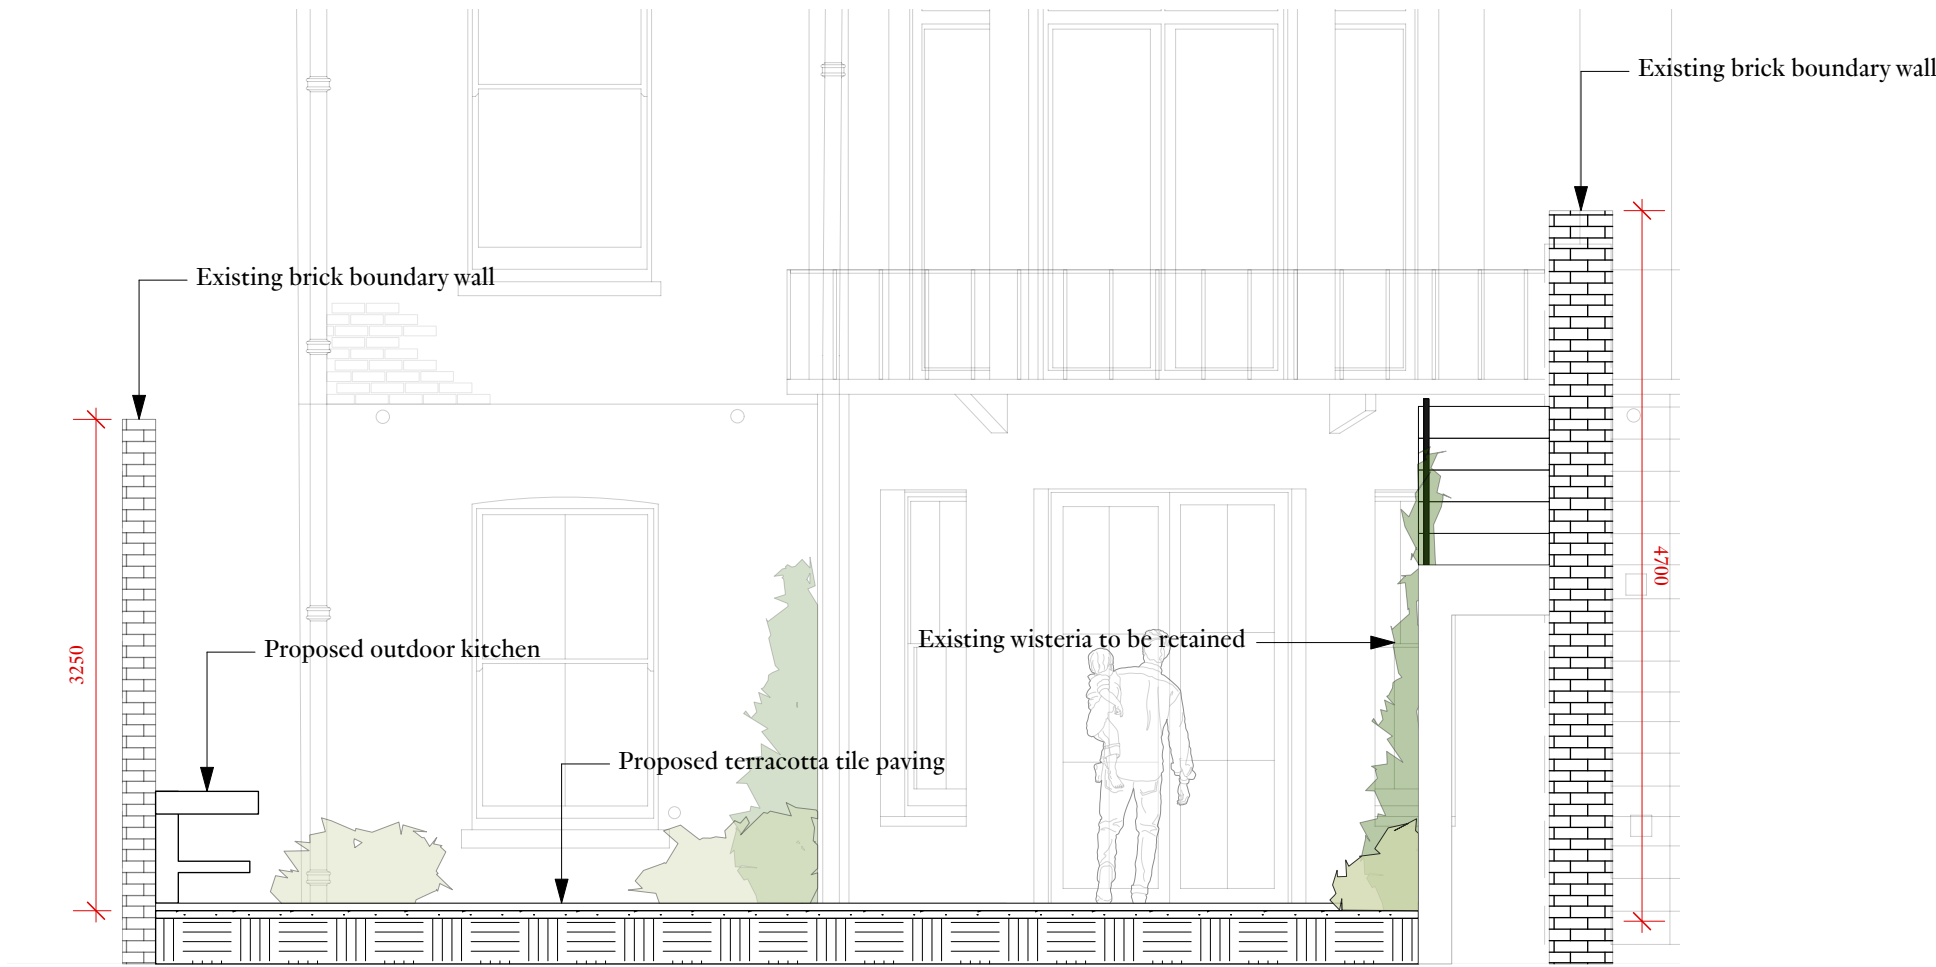 Existing brick boundary wall
Existing brick boundary wall
4700
Existing wisteria to be retained
Proposed outdoor kitchen
3250
Proposed terracotta tile paving